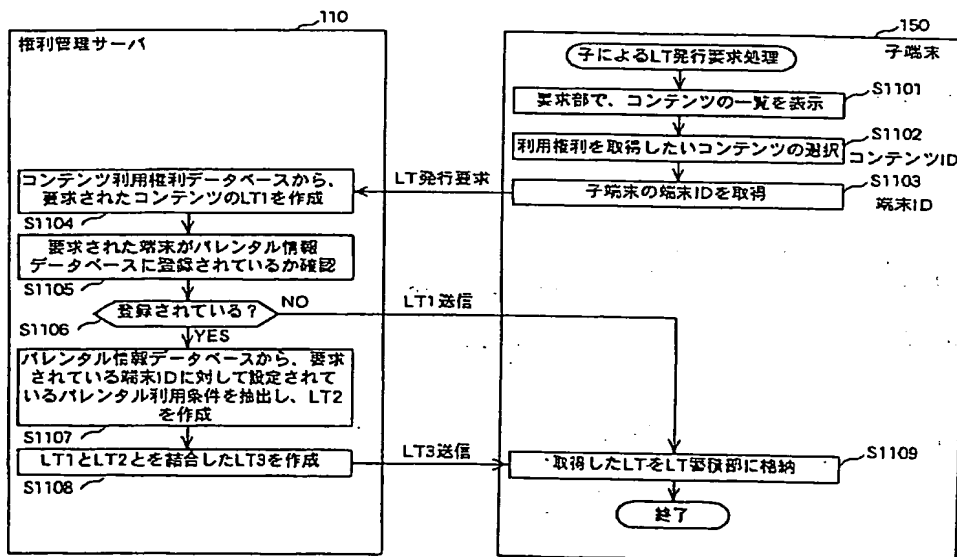 110
権利管理サーバ
150
子端末
子によるLT発行要求処理
S1101
要求部で、コンテンツの一覧を表示
S1102
利用権利を取得したいコンテンツの選択
コンテンツID
S1103
子端末の端末IDを取得
端末ID
LT発行要求
コンテンツ利用権利データベースから、
要求されたコンテンツのLT1を作成
S1104
要求された端末がパレンタル情報
データベースに登録されているか確認
S1105
登録されている?
S1106
NO
LT1送信
YES
パレンタル情報データベースから、要求
されている端末IDに対して設定されて
いるパレンタル利用条件を抽出し、LT2
を作成
S1107
LT1とLT2とを結合したLT3を作成
S1108
LT3送信
取得したLTをLT蓄積部に格納
S1109
終了